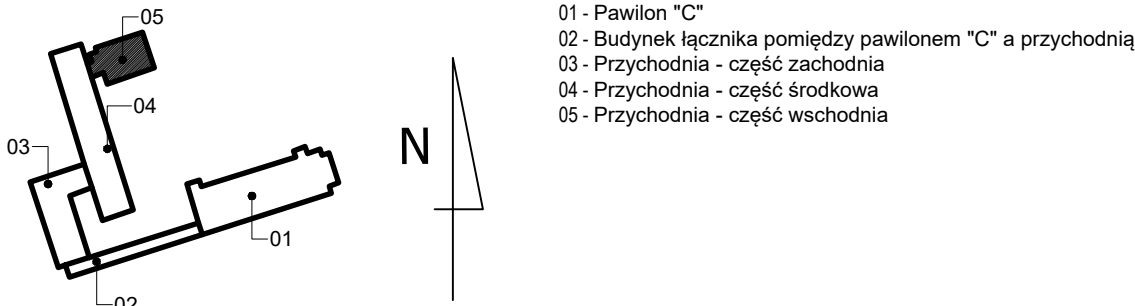 05
04
03
01
02
N
01 - Pawilon "C"
02 - Budynek łącznika pomiędzy pawilonem "C" a przychodnią
03 - Przychodnia - część zachodnia
04 - Przychodnia - część środkowa
05 - Przychodnia - część wschodnia